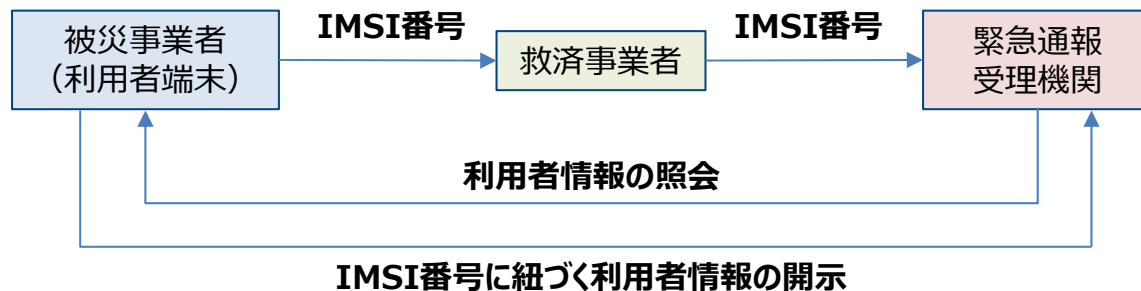 IMSI番号
IMSI番号
被災事業者
（利用者端末）
救済事業者
緊急通報
受理機関
利用者情報の照会
IMSI番号に紐づく利用者情報の開示